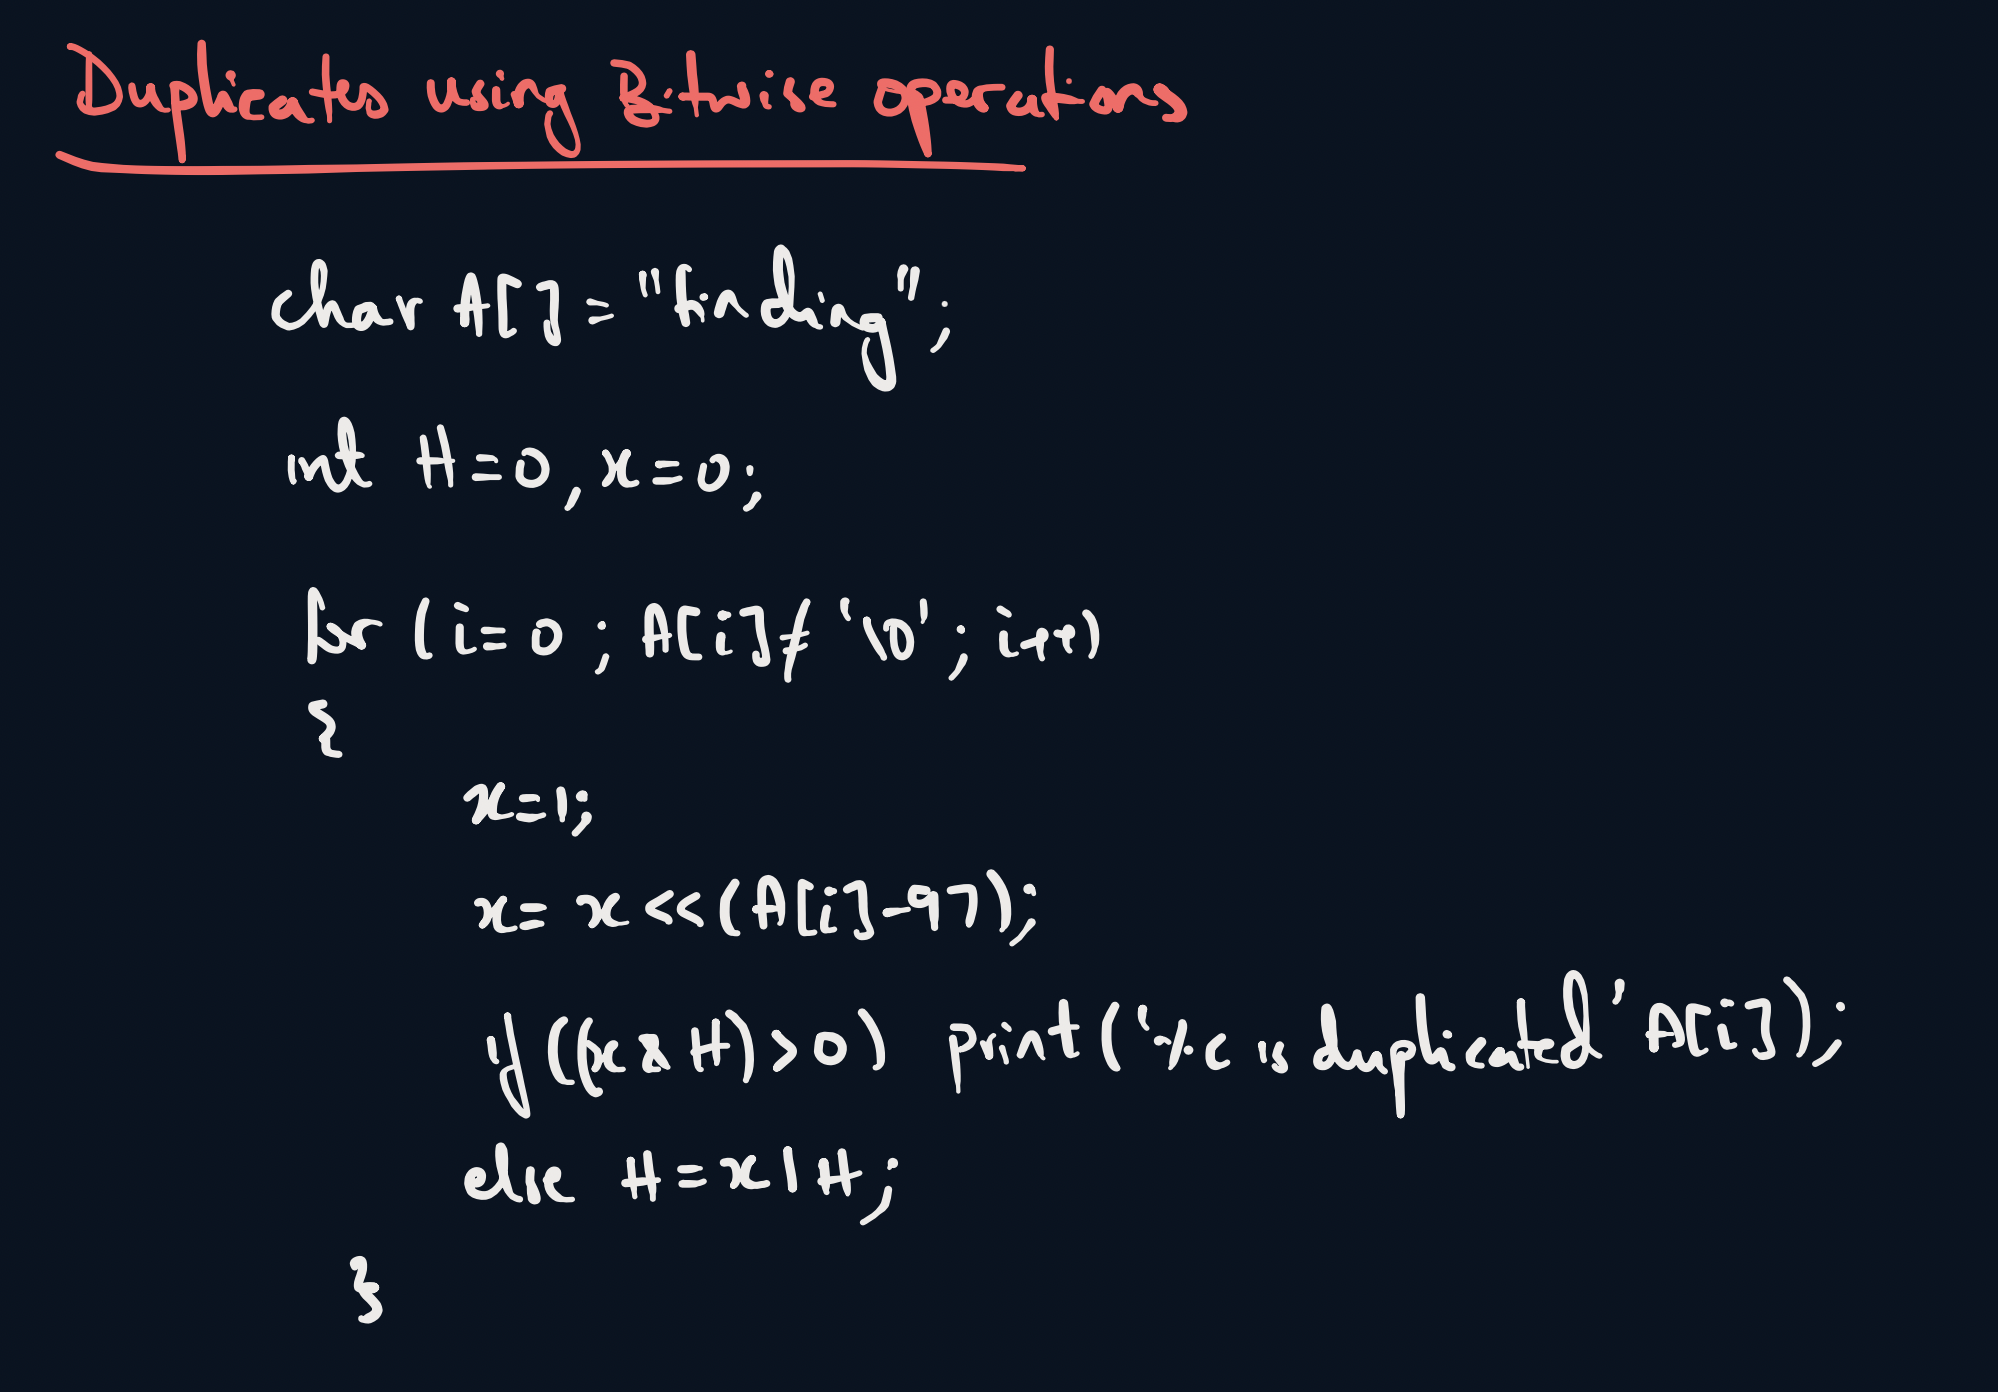 Duplicates using Bitwise operations
char A[] = "finding";
int H=0, x=0;
for (i=0; A[i]≠'\0'; i++)
{
x=1;
x= x<<(A[i]-97);
if ((x & H)>0) print('%c is duplicated' A[i]);
else H=x|H;
}